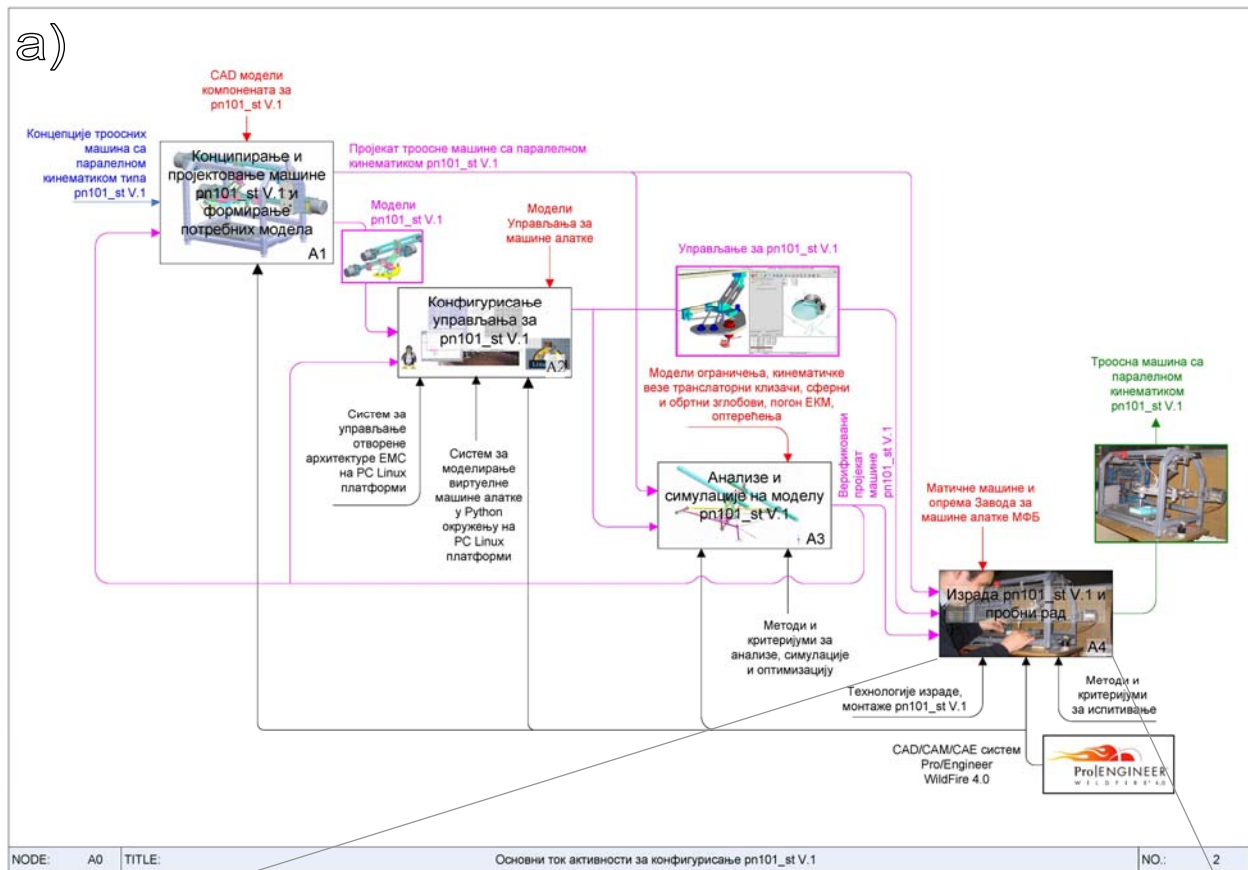 а)
CAD модели
компонената за
pn101_st V.1
Концепције троосних
машина са
паралелном
кинематиком типа
pn101_st V.1
Конципирање и
пројектовање машине
pn101_st V.1 и
формирање
потребних модела
A1
Пројекат троосне машине са паралелном
кинематиком pn101_st V.1
Модели
pn101_st V.1
Модели
Управљања за
машине алатке
Конфигурисање
управљања за
pn101_st V.1
A2
Управљање за pn101_st V.1
Модели ограничења, кинематичке
везе транслаторни клизачи, сферни
и обртни зглобови, погон ЕКМ,
оптерећења
Троосна машина са
паралелном
кинематиком
pn101_st V.1
Систем за
управљање
отворене
архитектуре EMC
на PC Linux
платформи
Систем за
моделирање
виртуелне
машине алатке
у Python
окружењу на
PC Linux
платформи
Анализе и
симулације на моделу
pn101_st V.1
A3
Верификовани
пројекат
машине
pn101_st V.1
Матичне машине и
опрема Завода за
машине алатке МФБ
Израда pn101_st V.1 и
пробни рад
A4
Методи и
критеријуми за
анализе, симулације
и оптимизацију
Технологије израде,
монтаже pn101_st V.1
Методи и
критеријуми
за испитивање
CAD/CAM/CAE систем
Pro/Engineer
WildFire 4.0
Pro|ENGINEER
WILDFIRE 4.0
NODE: A0 TITLE: Основни ток активности за конфигурисање pn101_st V.1 NO.: 2